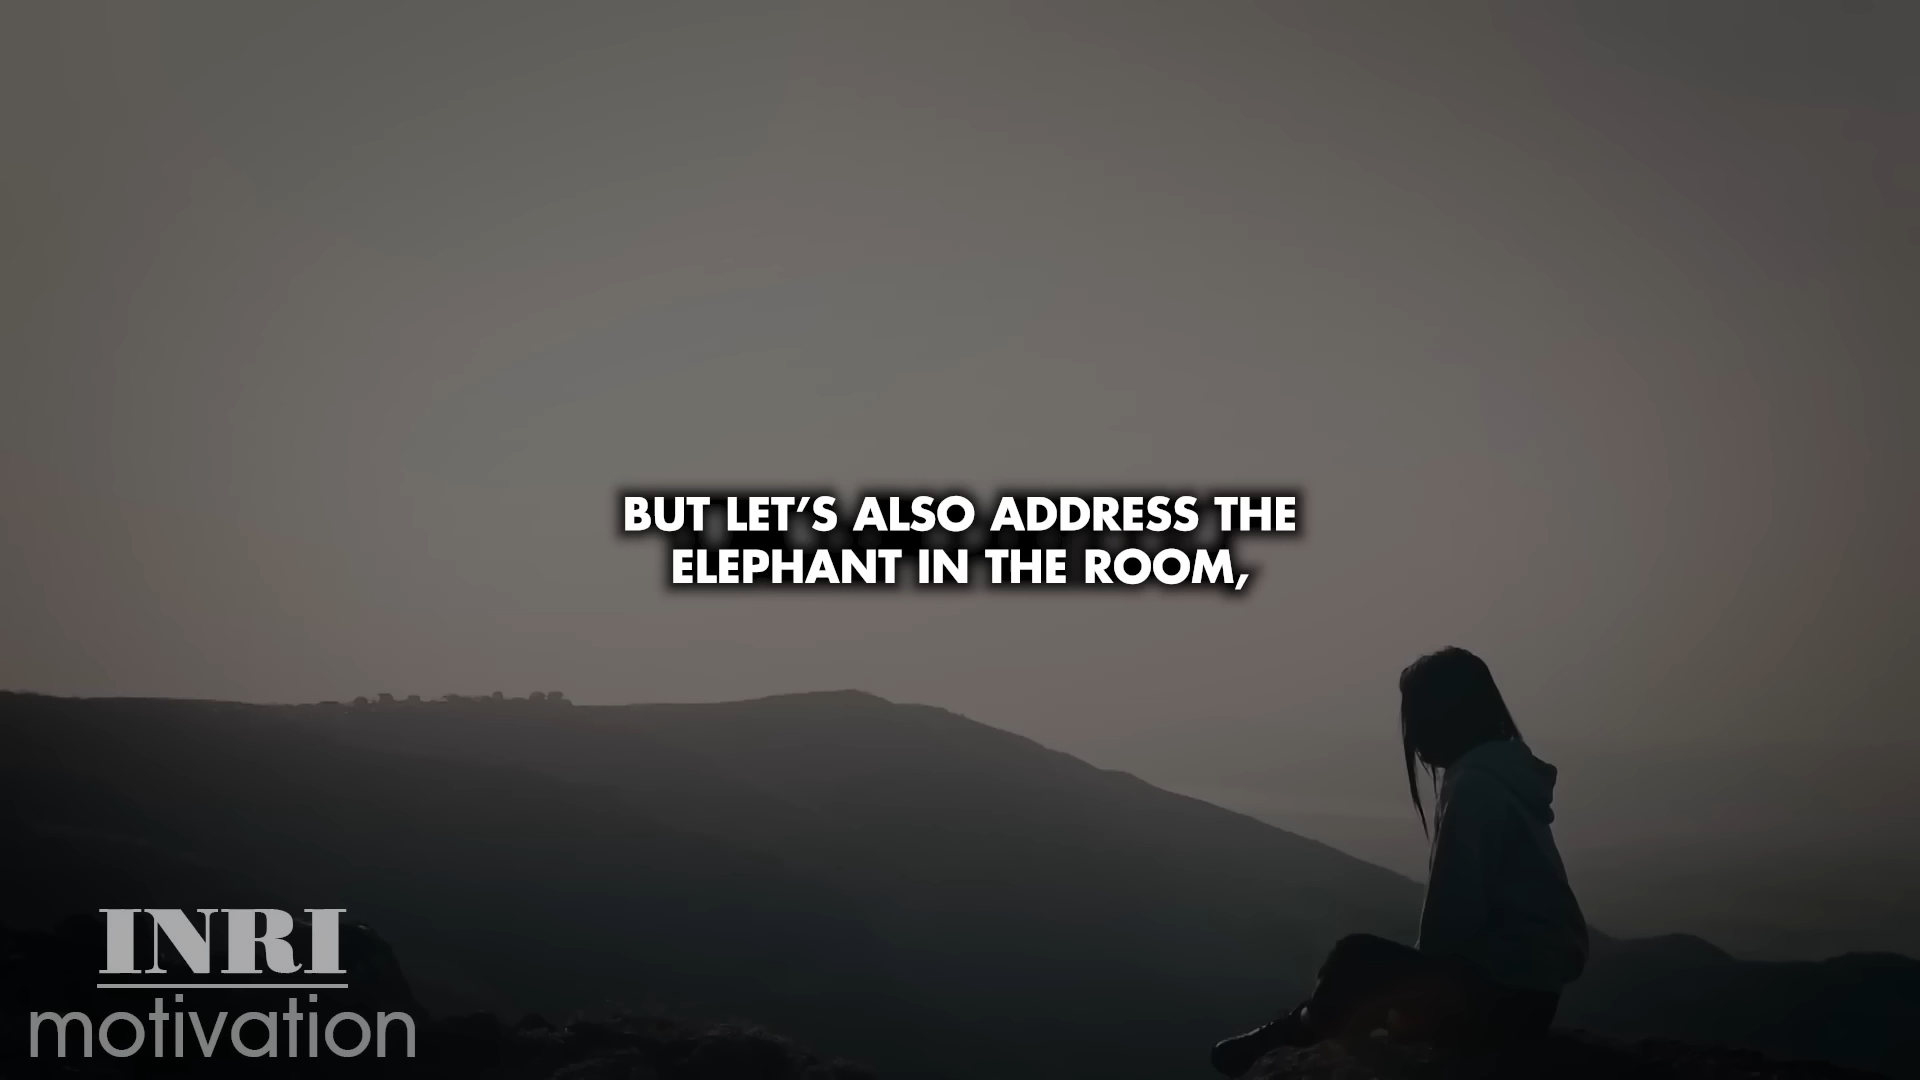 BUT LET'S ALSO ADDRESS THE
ELEPHANT IN THE ROOM,
INRI
motivation